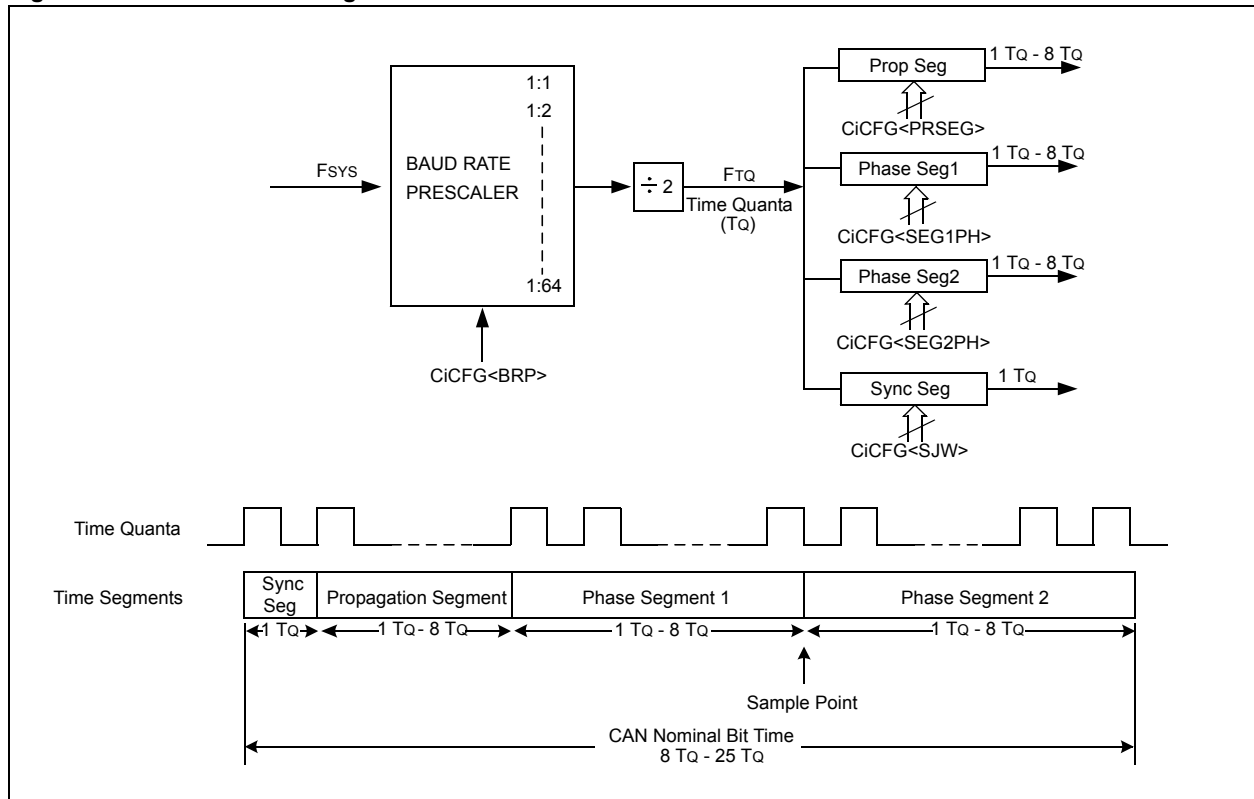 1:1
1:2
1:64
FSYS
BAUD RATE
PRESCALER
CiCFG<BRP>
÷ 2
FTQ
Time Quanta
(TQ)
Prop Seg
1 TQ - 8 TQ
CiCFG<PRSEG>
Phase Seg1
1 TQ - 8 TQ
CiCFG<SEG1PH>
Phase Seg2
1 TQ - 8 TQ
CiCFG<SEG2PH>
Sync Seg
1 TQ
CiCFG<SJW>
Time Quanta
Time Segments
Sync
Seg
Propagation Segment
Phase Segment 1
Phase Segment 2
1 TQ
1 TQ - 8 TQ
1 TQ - 8 TQ
1 TQ - 8 TQ
Sample Point
CAN Nominal Bit Time
8 TQ - 25 TQ